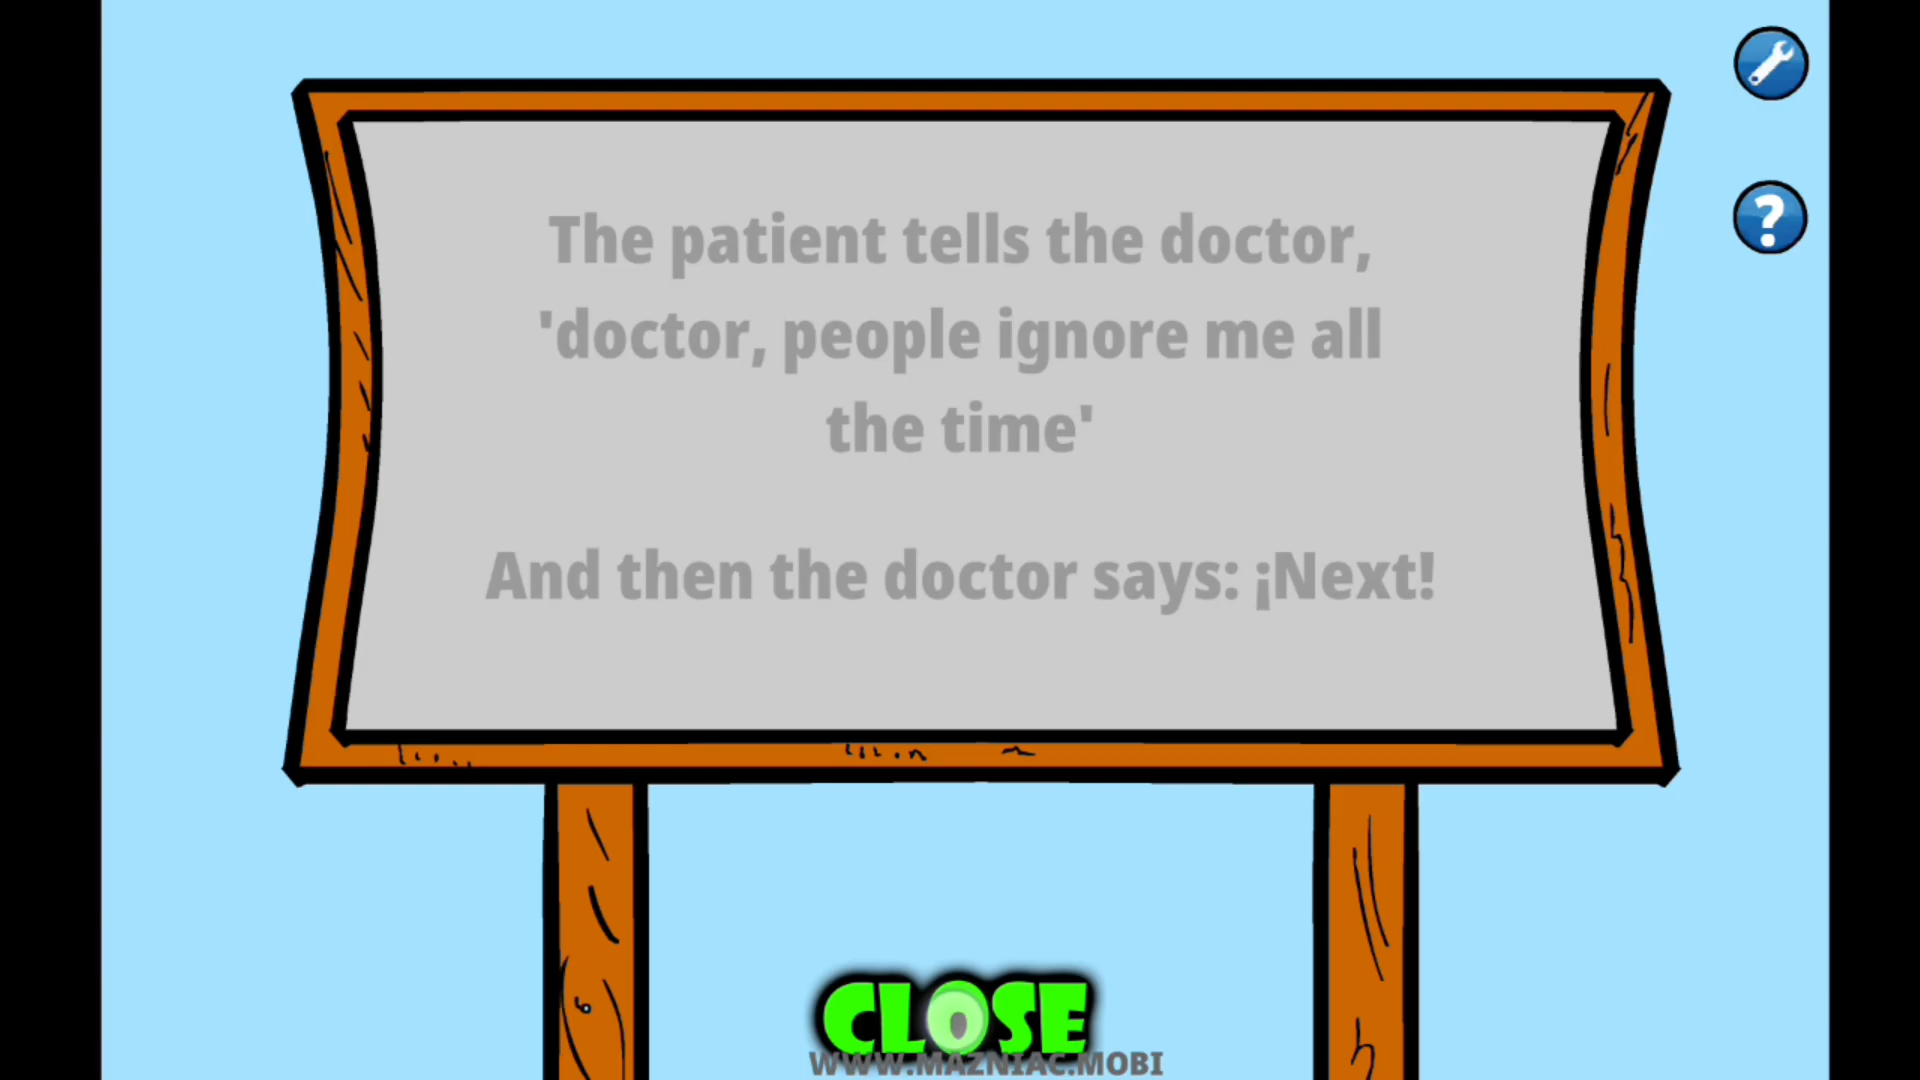 The patient tells the doctor,
'doctor, people ignore me all
the time'
And then the doctor says: ¡Next!
CLOSE
WWW.MAZNIAC.MOBI